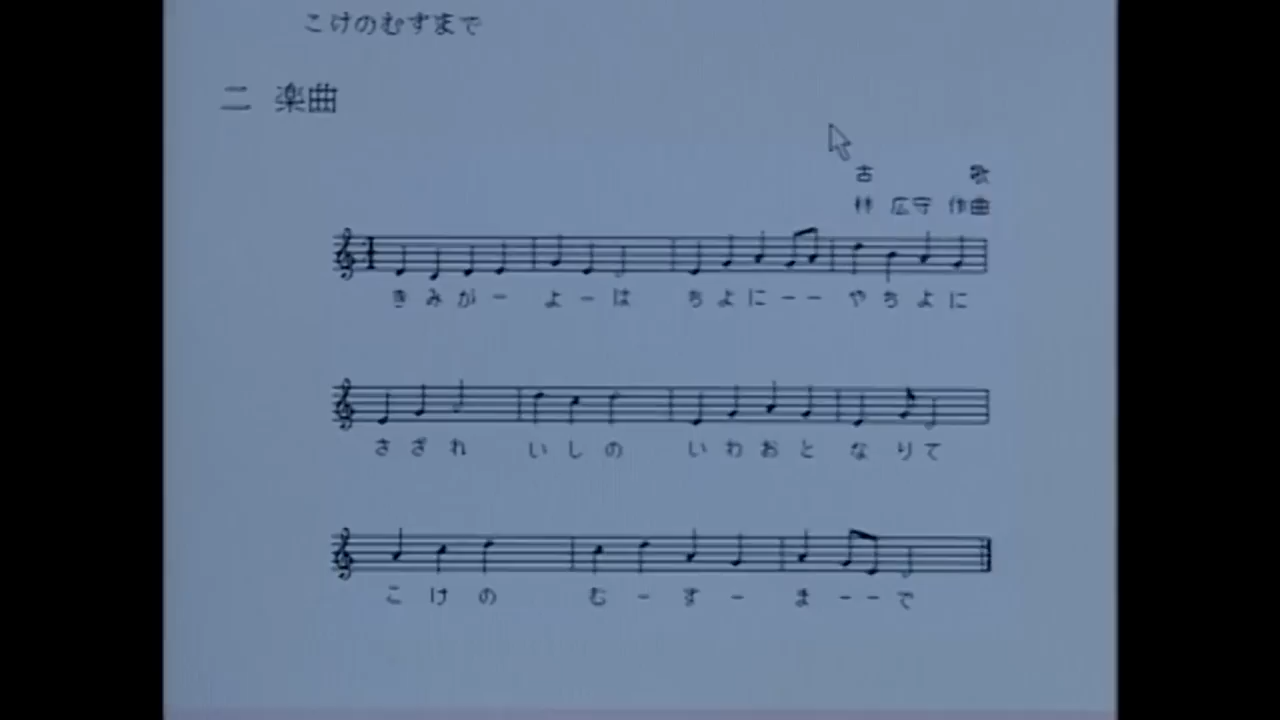 こけのむすまで
二 楽曲
古 歌
林 広守 作曲
きみがー よーは ちよにーー やちよに
さざれ いしの いわおと なりて
こけの むーすー まーーで